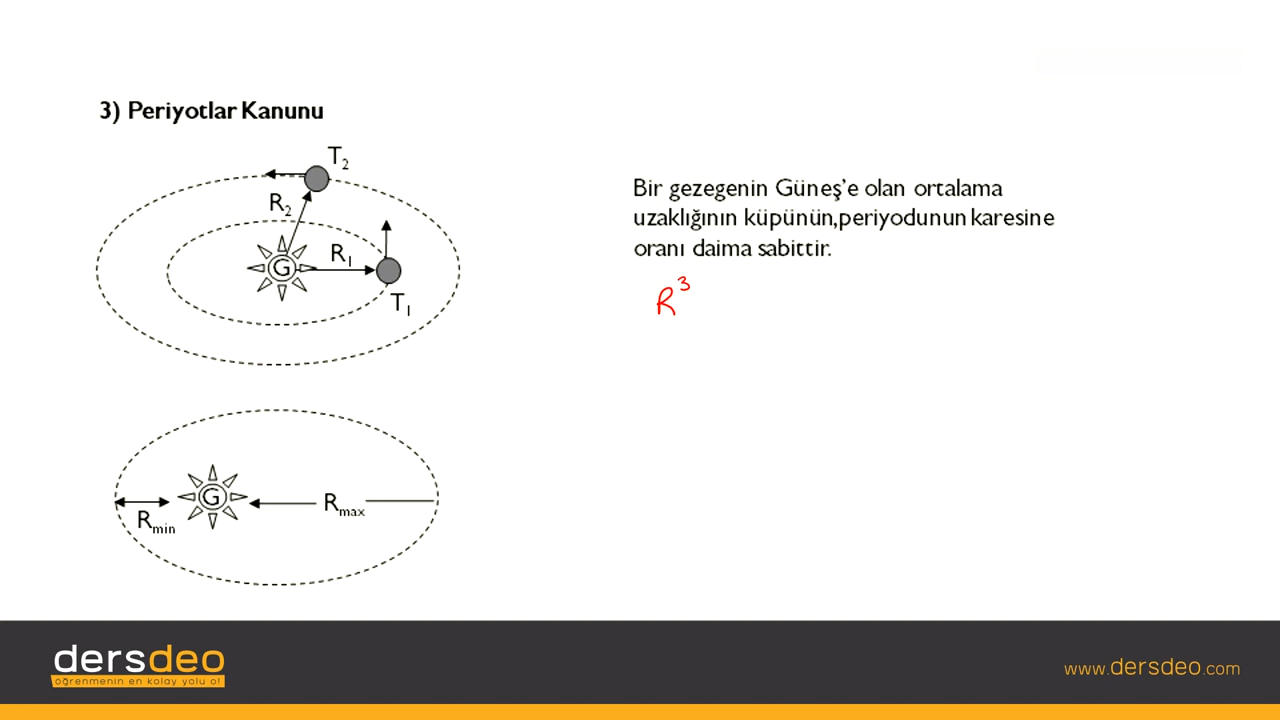 3) Periyotlar Kanunu
T2
R2
G
R1
T1
Bir gezegenin Güneş'e olan ortalama
uzaklığının küpünün,periyodunun karesine
oranı daima sabittir.
R³
G
Rmax
Rmin
dersdeo
öğrenmenin en kolay yolu o!
www.dersdeo.com